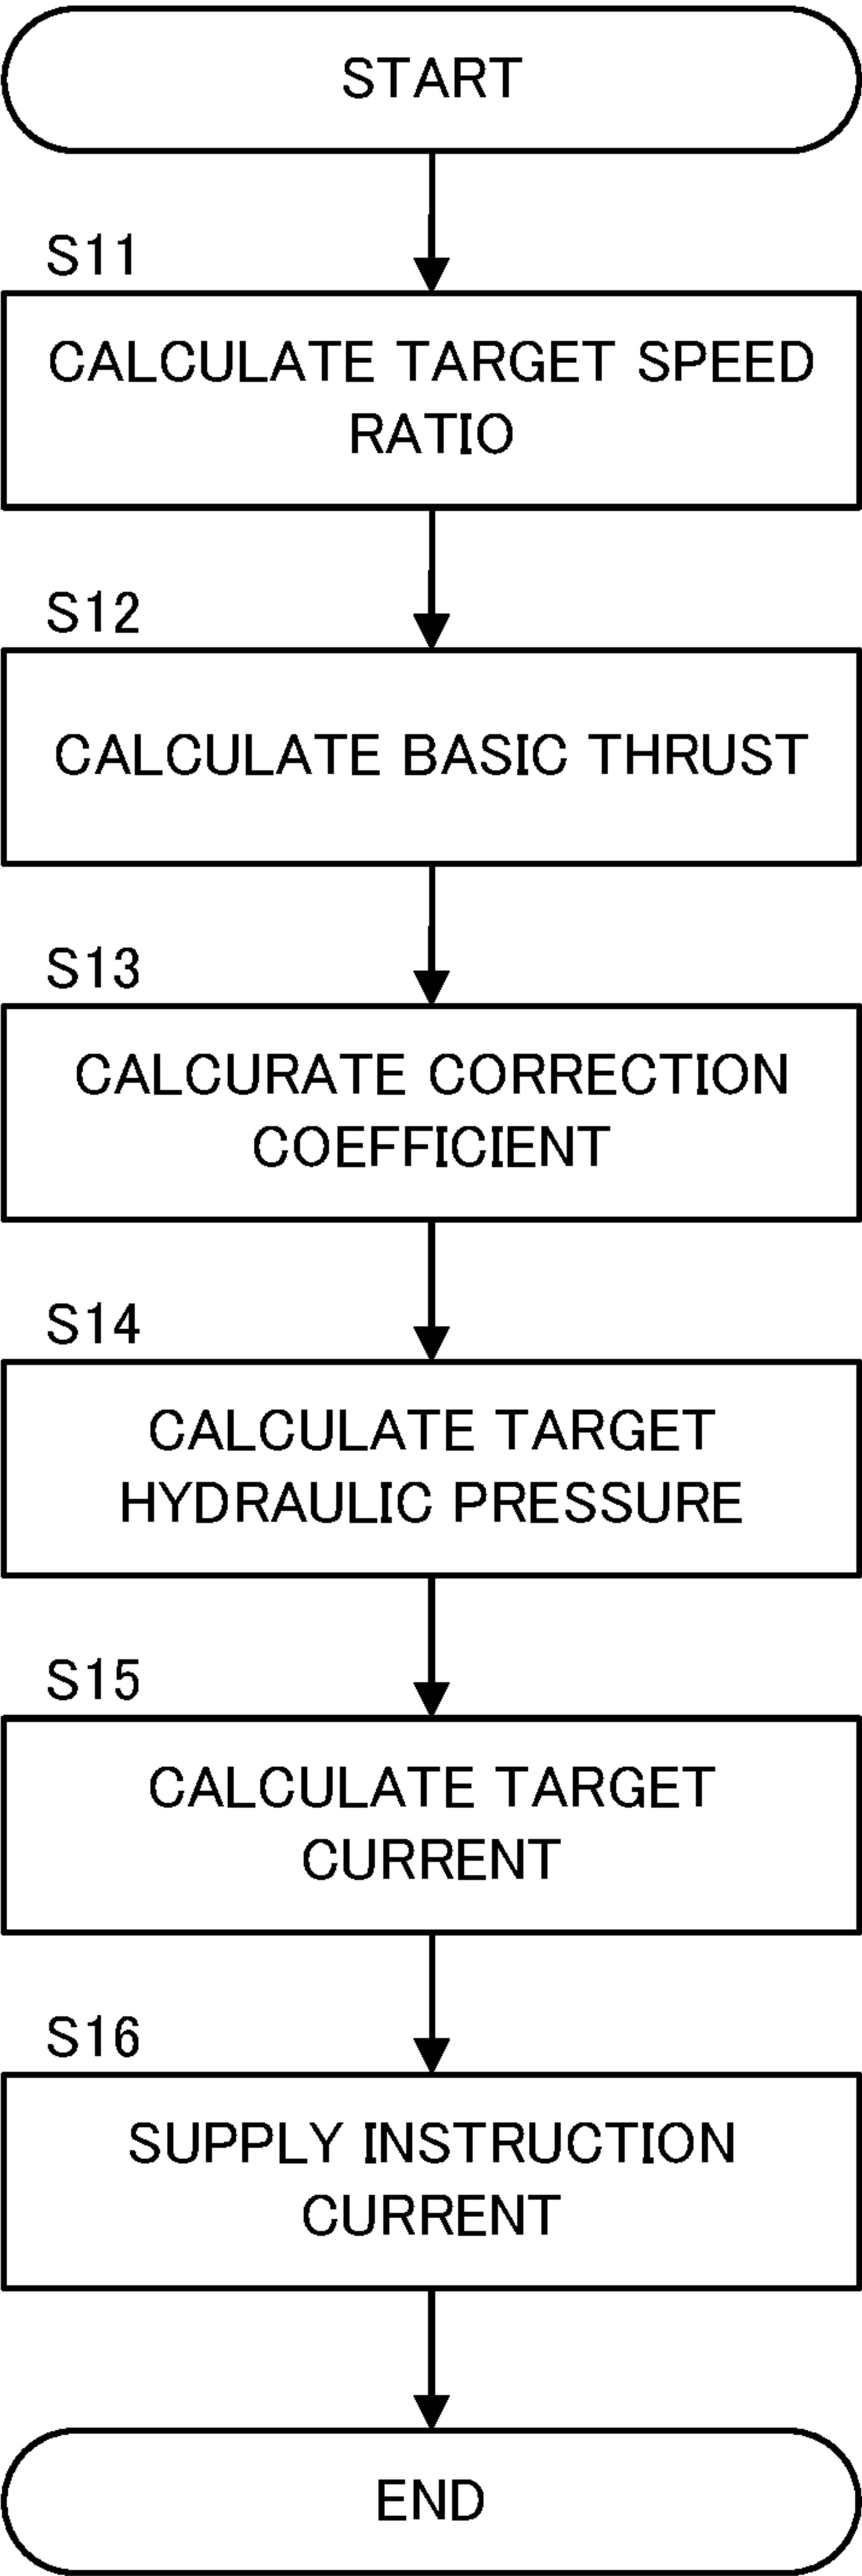 START
S11
CALCULATE TARGET SPEED
RATIO
S12
CALCULATE BASIC THRUST
S13
CALCURATE CORRECTION
COEFFICIENT
S14
CALCULATE TARGET
HYDRAULIC PRESSURE
S15
CALCULATE TARGET
CURRENT
S16
SUPPLY INSTRUCTION
CURRENT
END